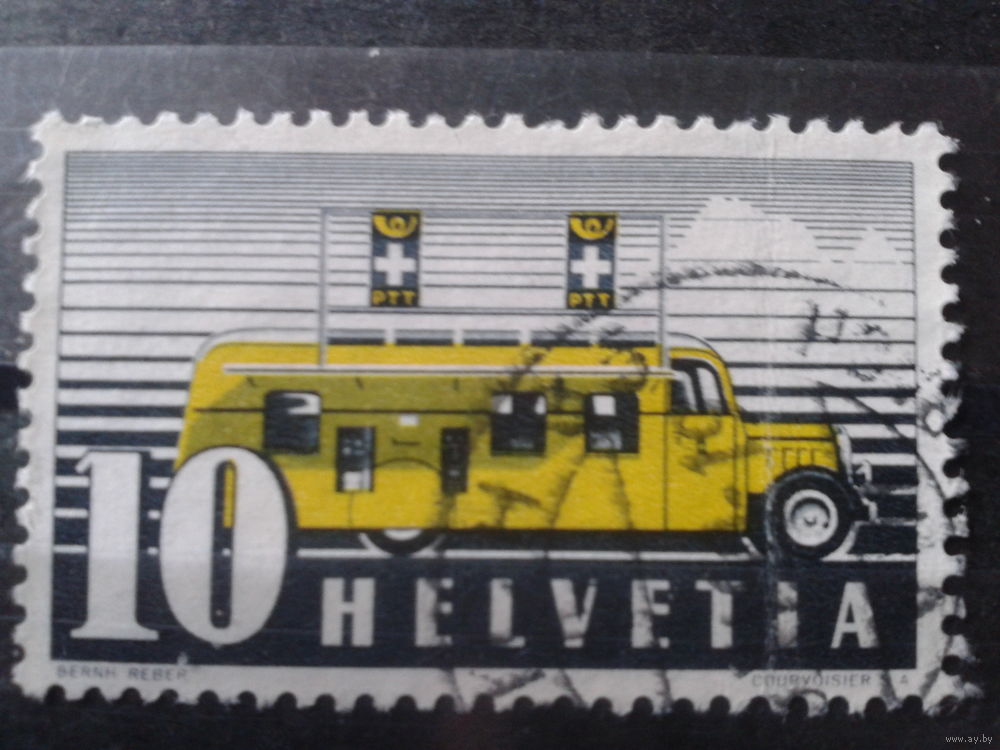 PTT PTT
10
HELVETIA
BERNH. REBER COURVOISIER S.A
www.ay.by